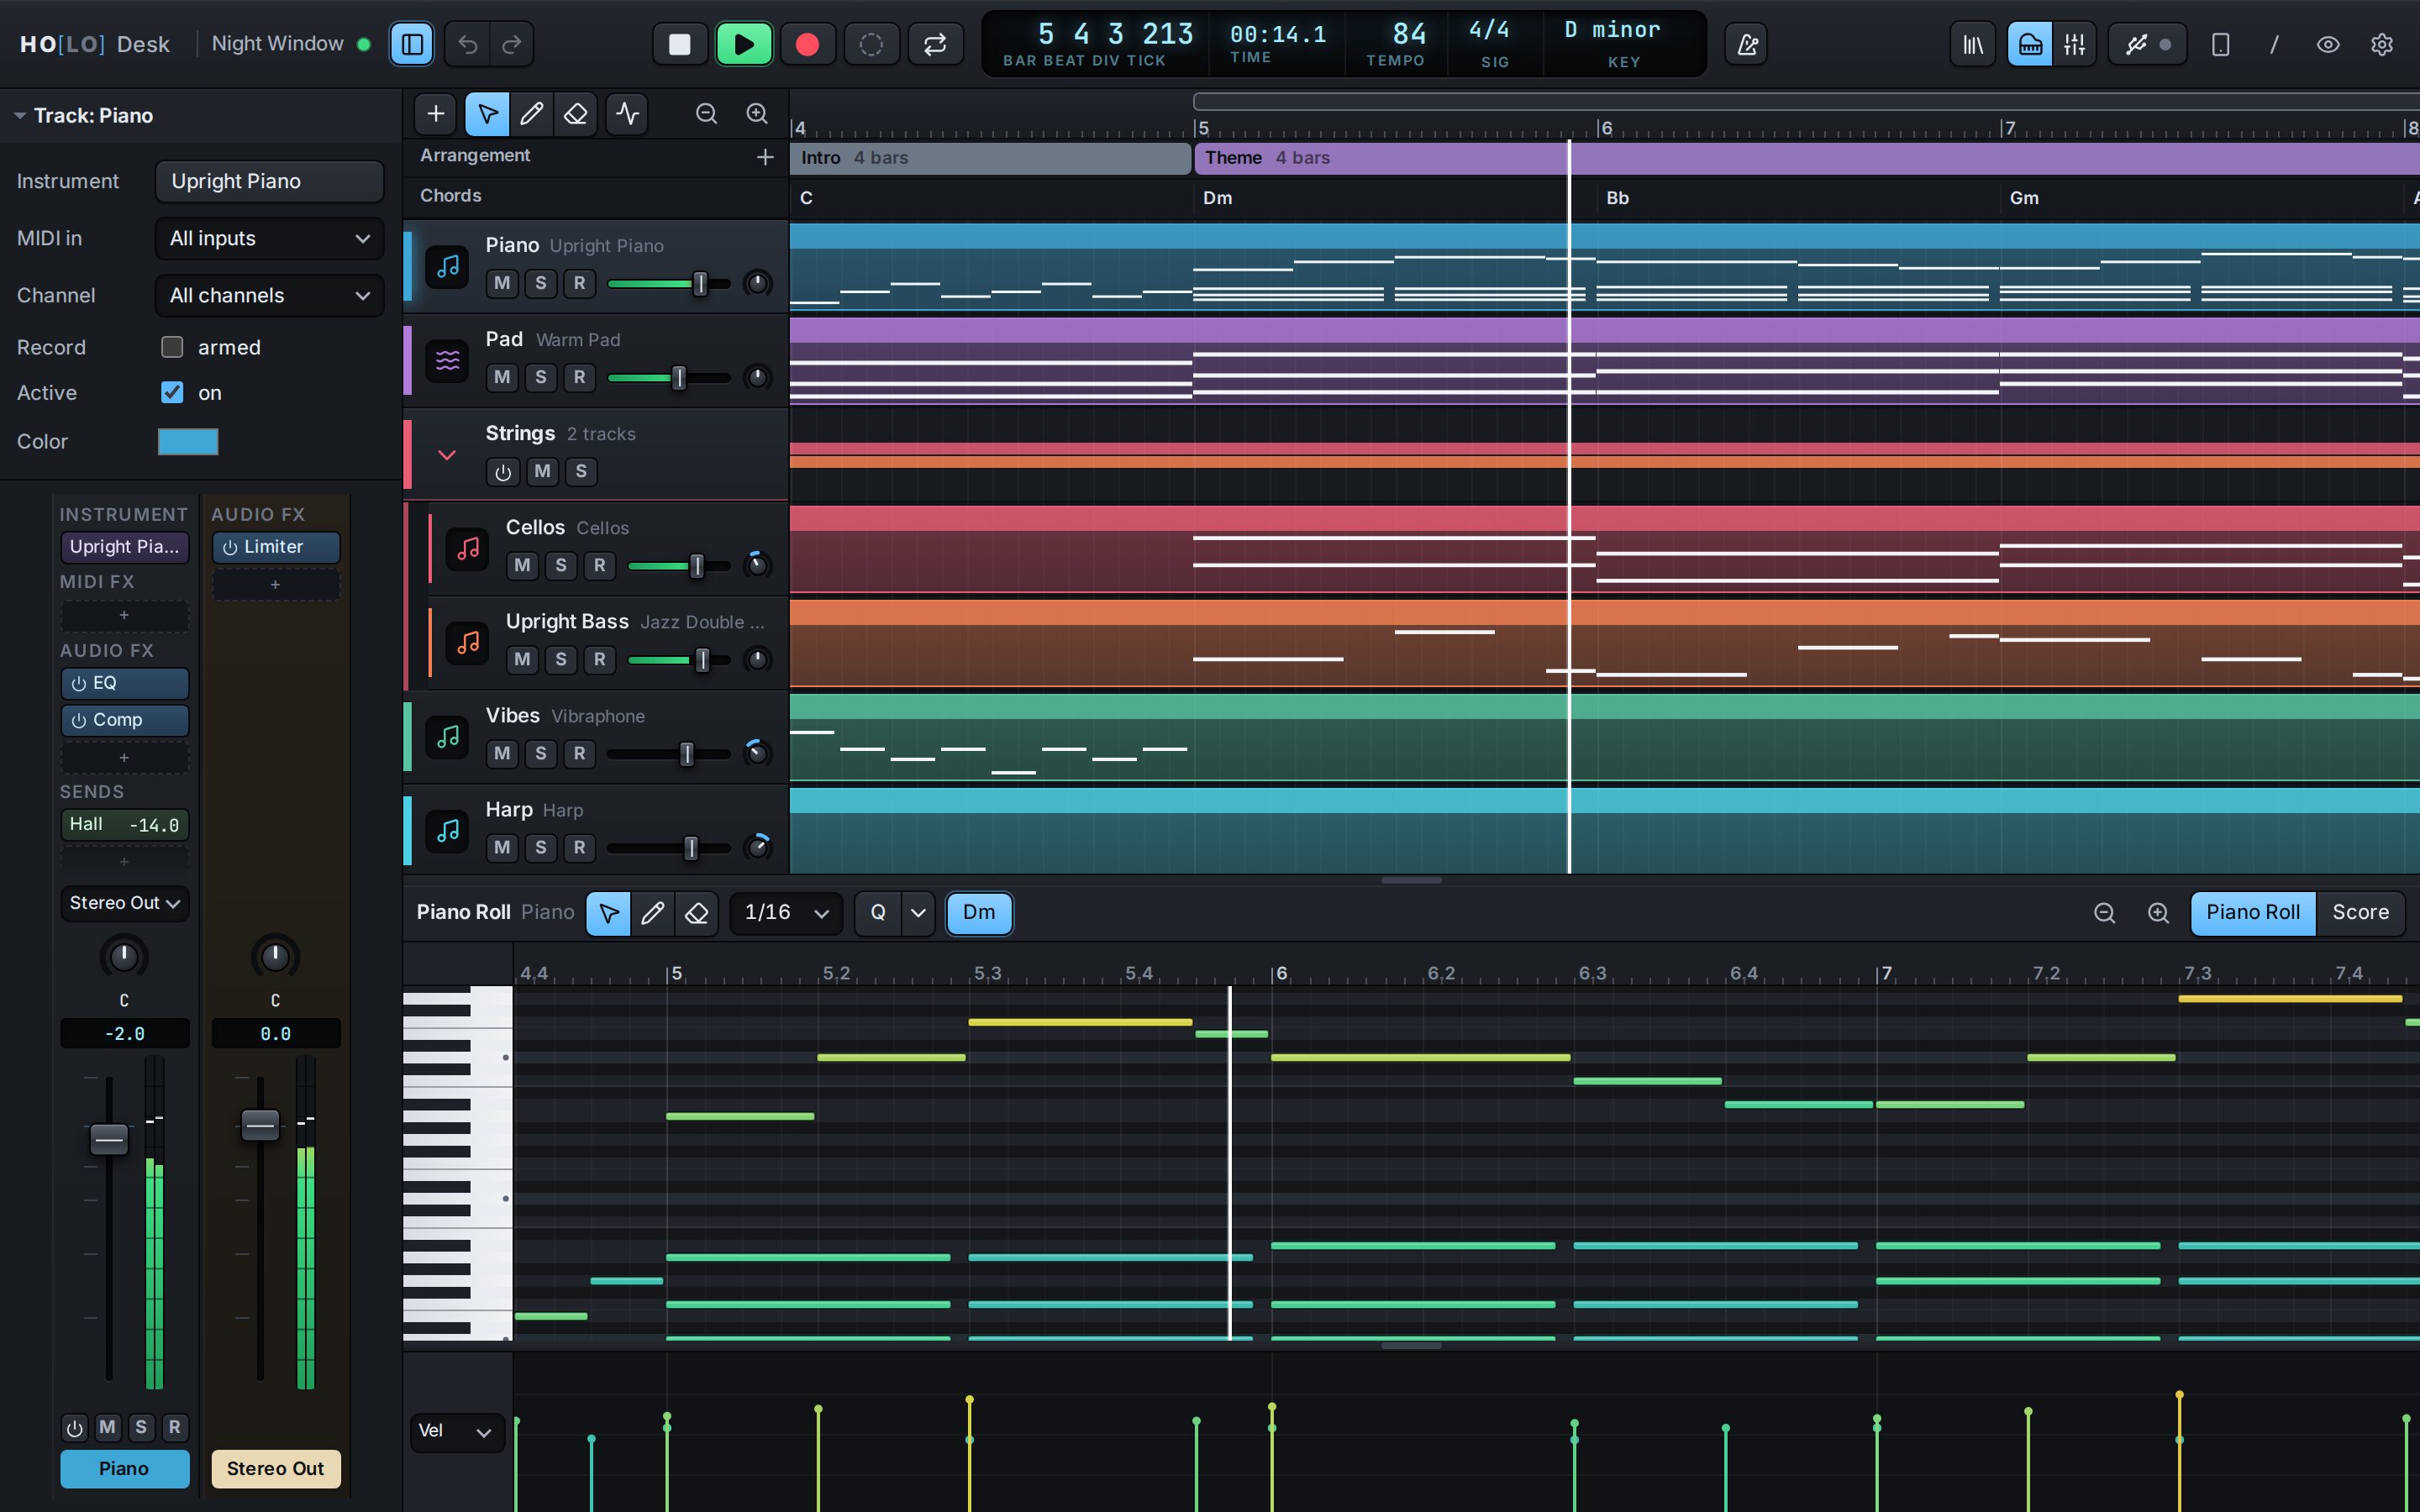 HO[LO] Desk Night Window
5 4 3 213 00:14.1 84 4/4 D minor
BAR BEAT DIV TICK TIME TEMPO SIG KEY
Track: Piano
Instrument Upright Piano
MIDI in All inputs
Channel All channels
Record armed
Active on
Color
INSTRUMENT
Upright Pia...
MIDI FX
+
AUDIO FX
EQ
Comp
+
SENDS
Hall -14.0
+
Stereo Out
C
-2.0
M S R
Piano
AUDIO FX
Limiter
+
C
0.0
Stereo Out
4 5 6 7 8
Arrangement
Intro 4 bars Theme 4 bars
Chords
C Dm Bb Gm
Piano Upright Piano
M S R
Pad Warm Pad
M S R
Strings 2 tracks
M S
Cellos Cellos
M S R
Upright Bass Jazz Double ...
M S R
Vibes Vibraphone
M S R
Harp Harp
M S R
Piano Roll Piano 1/16 Q Dm Piano Roll Score
4.4 5 5.2 5.3 5.4 6 6.2 6.3 6.4 7 7.2 7.3 7.4
Vel